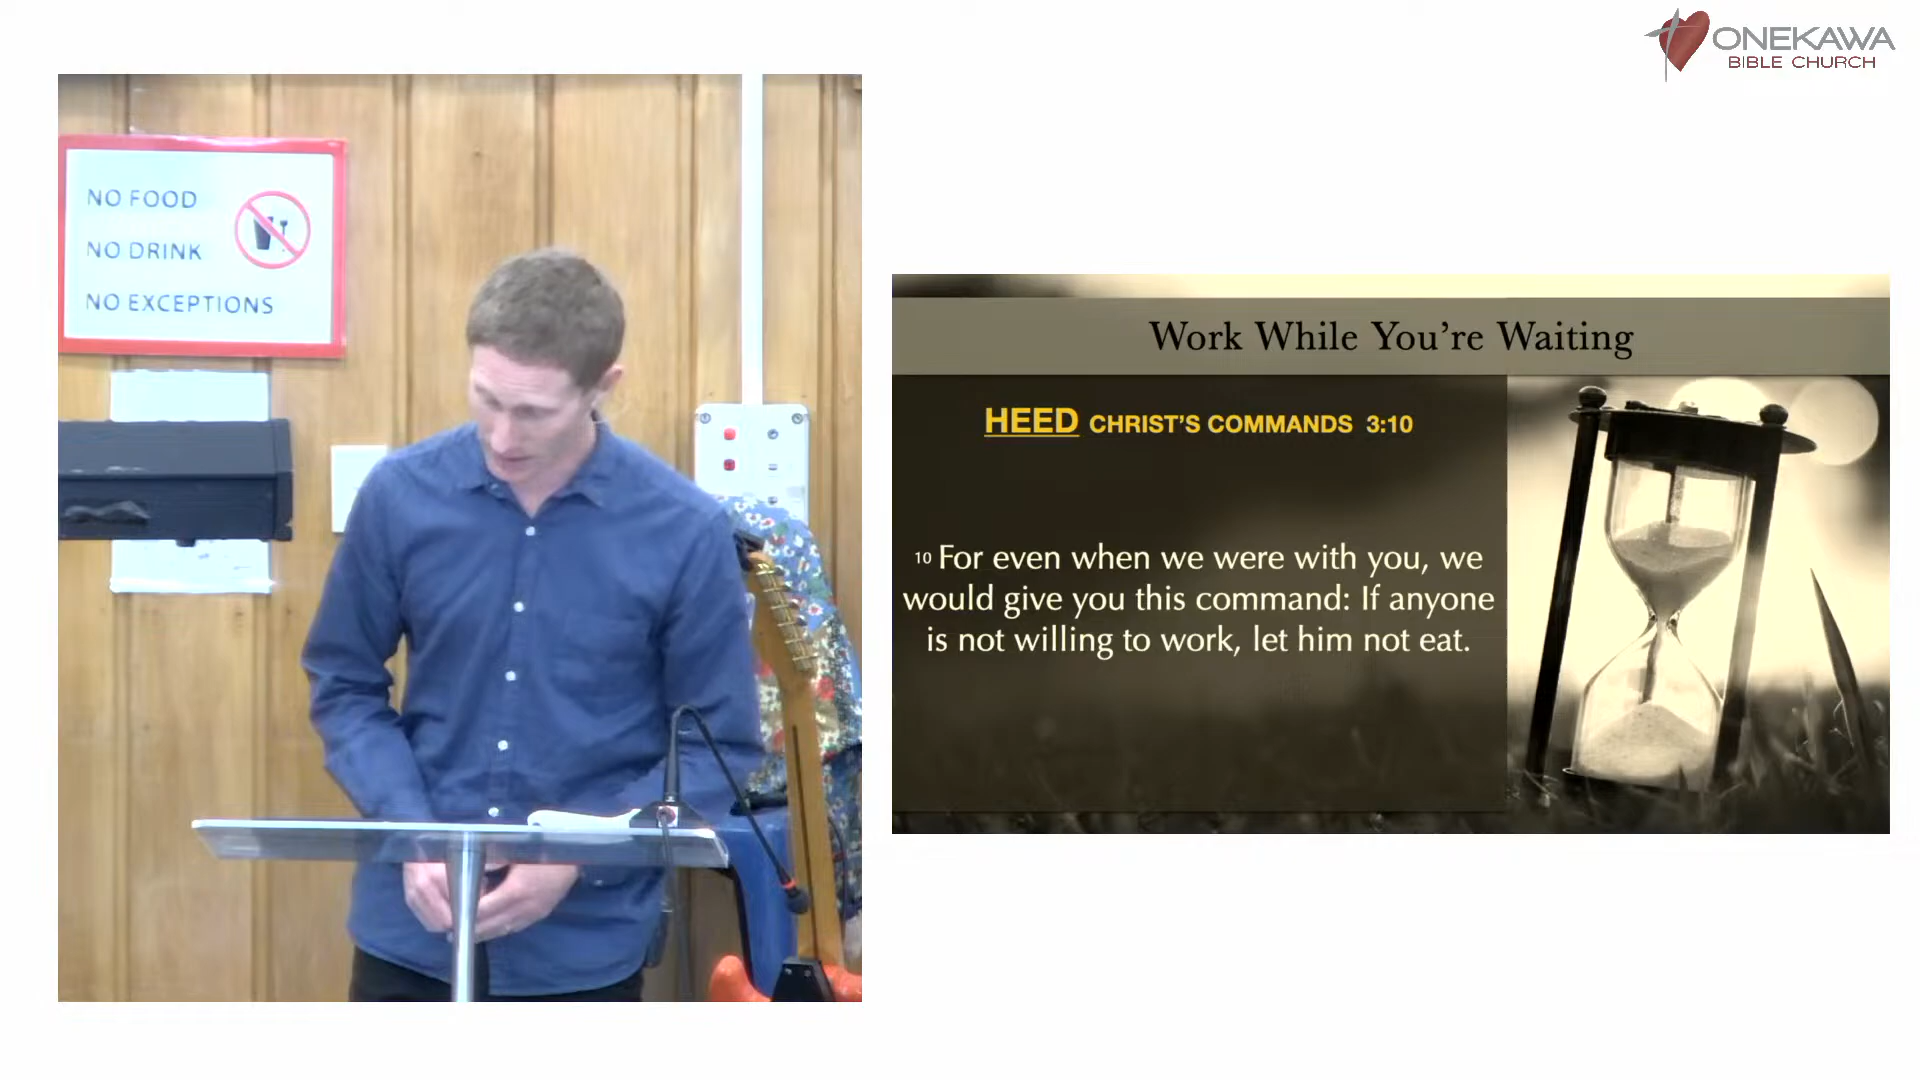 ONEKAWA
BIBLE CHURCH
NO FOOD
NO DRINK
NO EXCEPTIONS
Work While You're Waiting
HEED CHRIST'S COMMANDS 3:10
10 For even when we were with you, we
would give you this command: If anyone
is not willing to work, let him not eat.